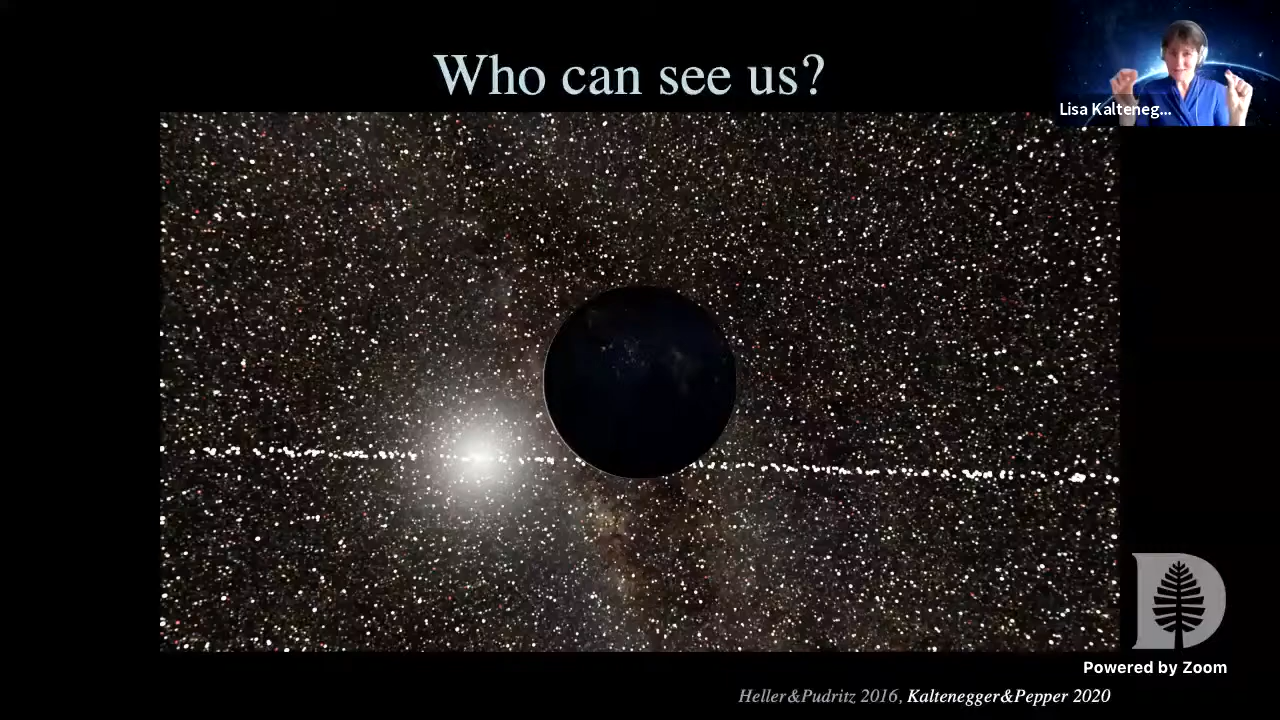 Who can see us?
Lisa Kalteneg...
D
Powered by Zoom
Heller&Pudritz 2016, Kaltenegger&Pepper 2020